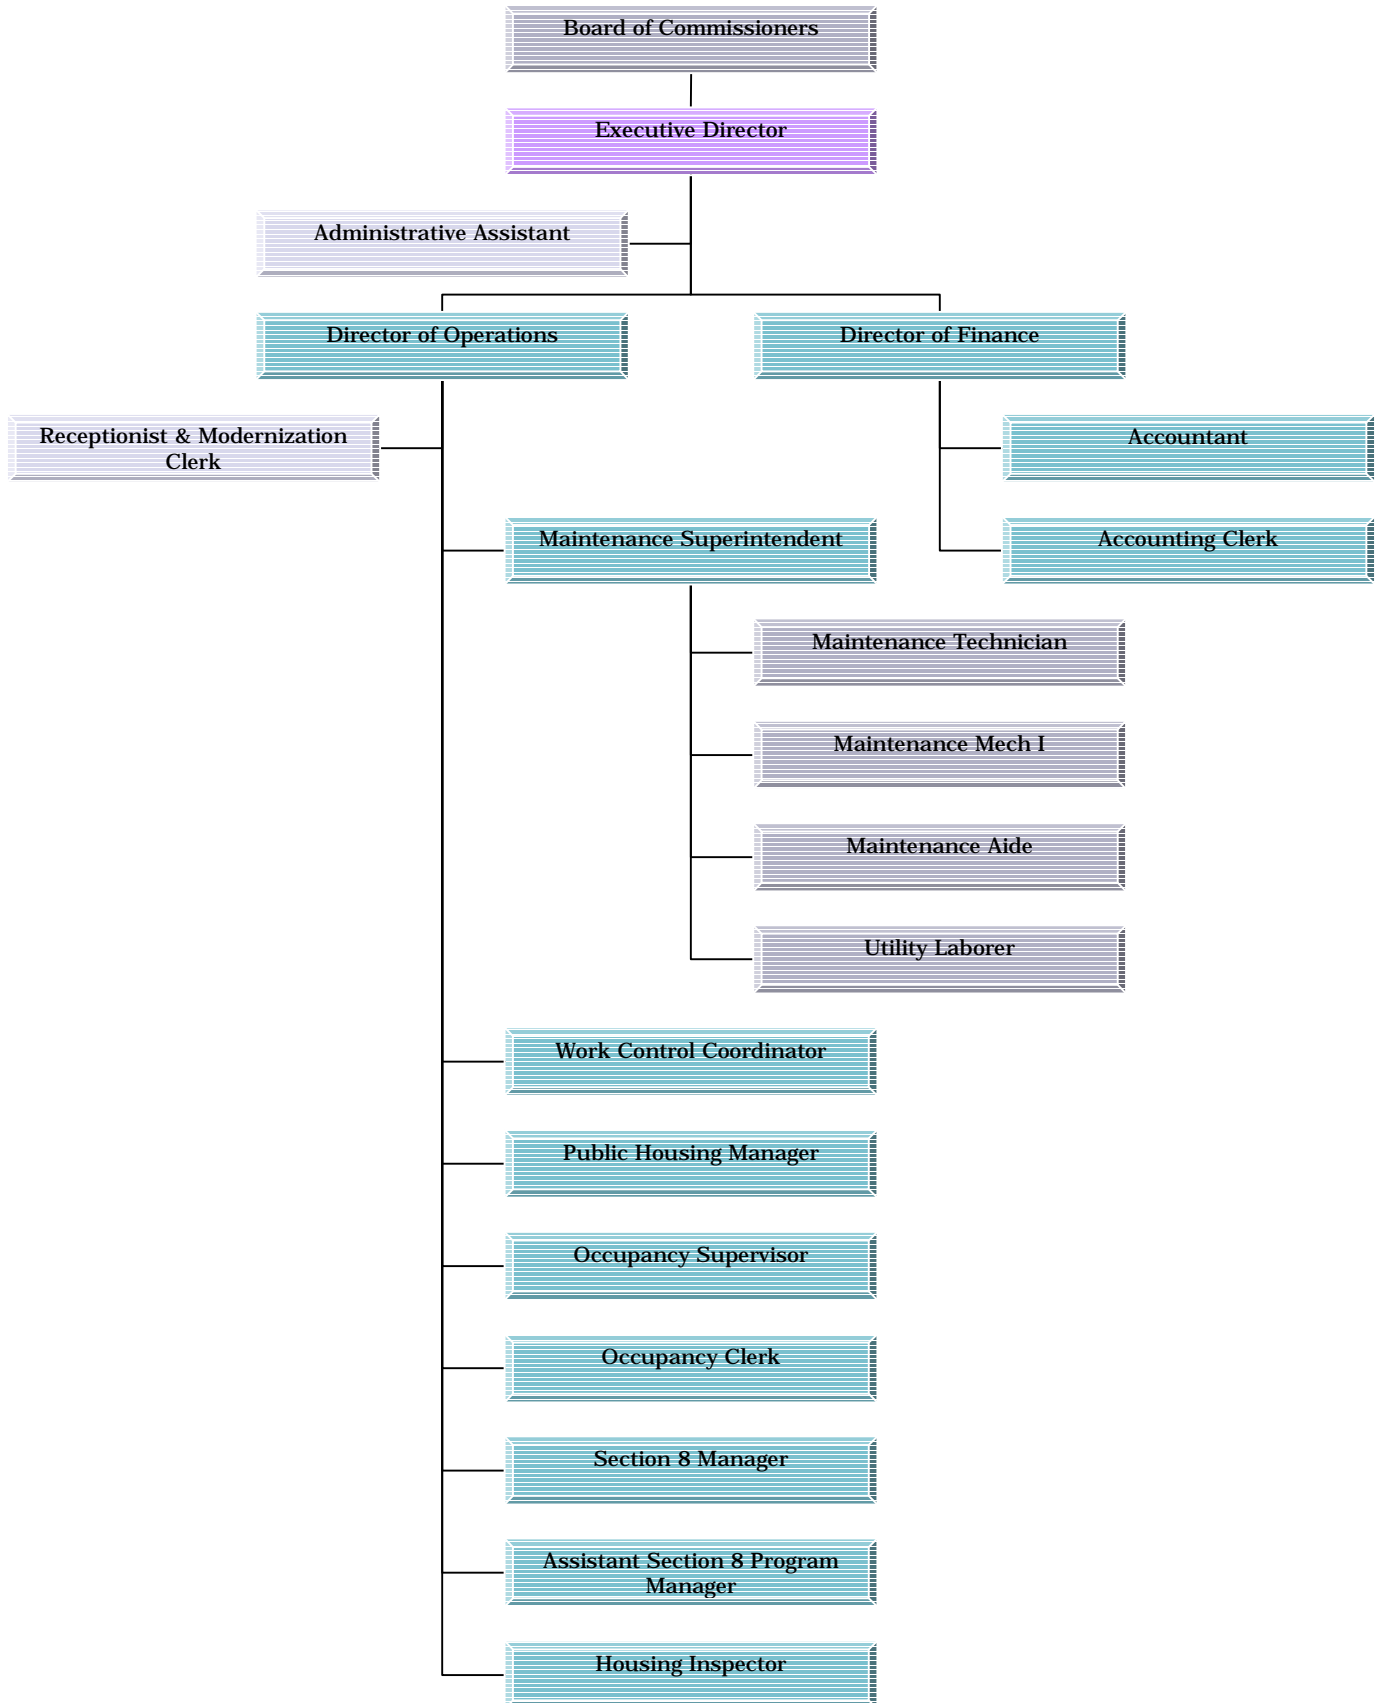 Board of Commissioners
Executive Director
Administrative Assistant
Director of Operations
Director of Finance
Receptionist & Modernization
Clerk
Accountant
Maintenance Superintendent
Accounting Clerk
Maintenance Technician
Maintenance Mech I
Maintenance Aide
Utility Laborer
Work Control Coordinator
Public Housing Manager
Occupancy Supervisor
Occupancy Clerk
Section 8 Manager
Assistant Section 8 Program
Manager
Housing Inspector